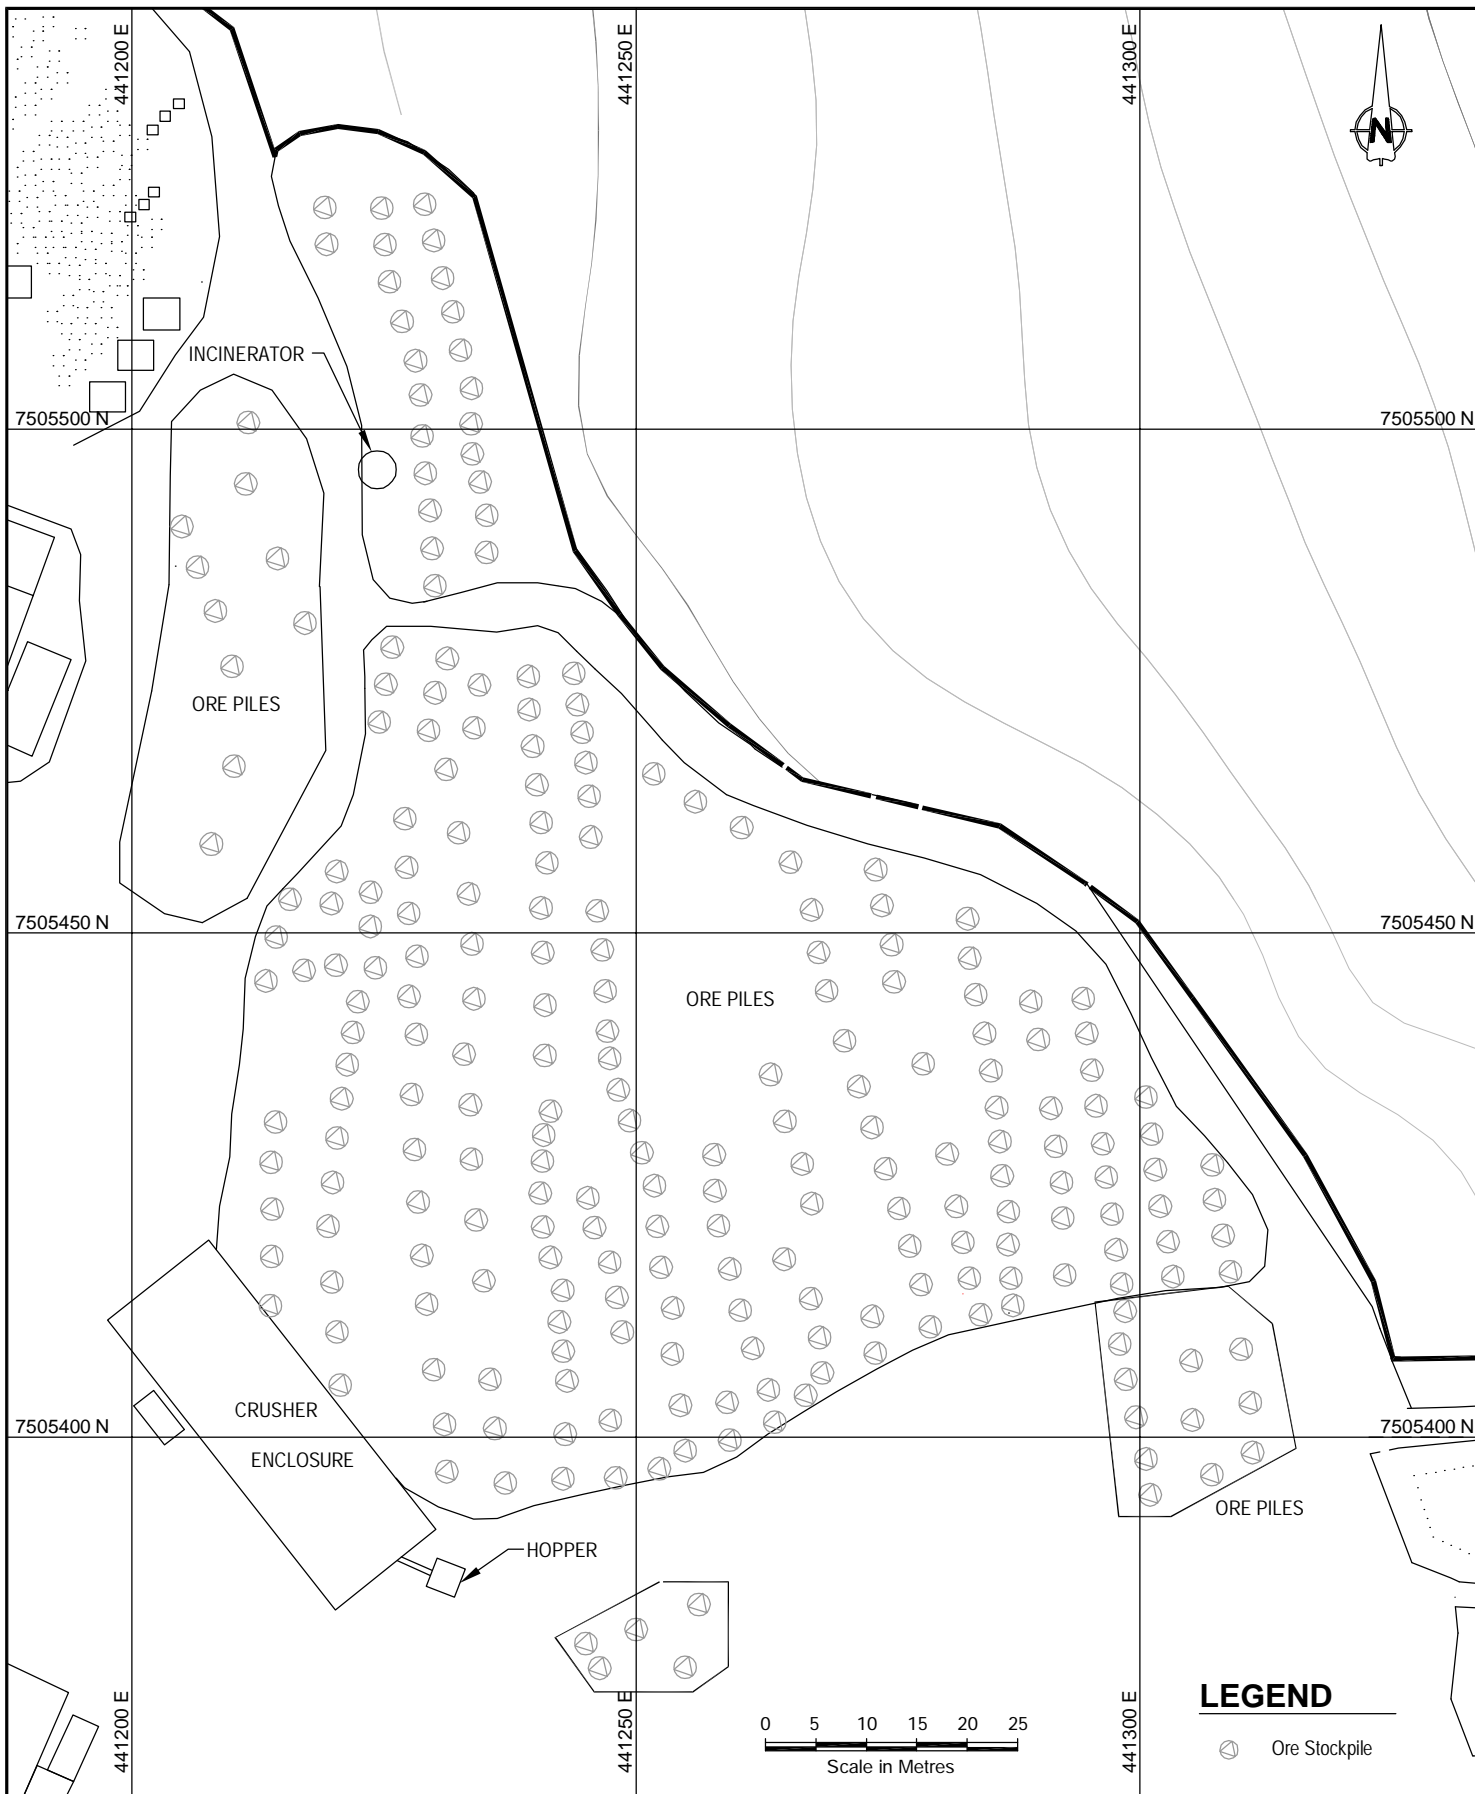 441200 E
441250 E
441300 E
N
INCINERATOR
7505500 N
7505500 N
ORE PILES
7505450 N
7505450 N
ORE PILES
CRUSHER
ENCLOSURE
7505400 N
7505400 N
ORE PILES
HOPPER
441200 E
441250 E
441300 E
LEGEND
Ore Stockpile
0 5 10 15 20 25
Scale in Metres